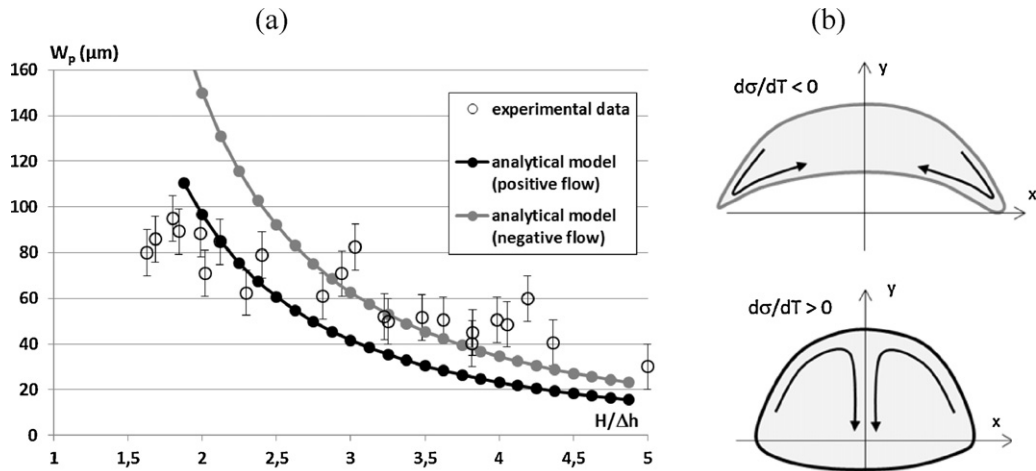 (a)
Wₚ (µm)
160
140
120
100
80
60
40
20
0
1
1,5
2
2,5
3
3,5
4
4,5
5
H/Δh
experimental data
analytical model
(positive flow)
analytical model
(negative flow)
(b)
y
dσ/dT < 0
x
y
dσ/dT > 0
x